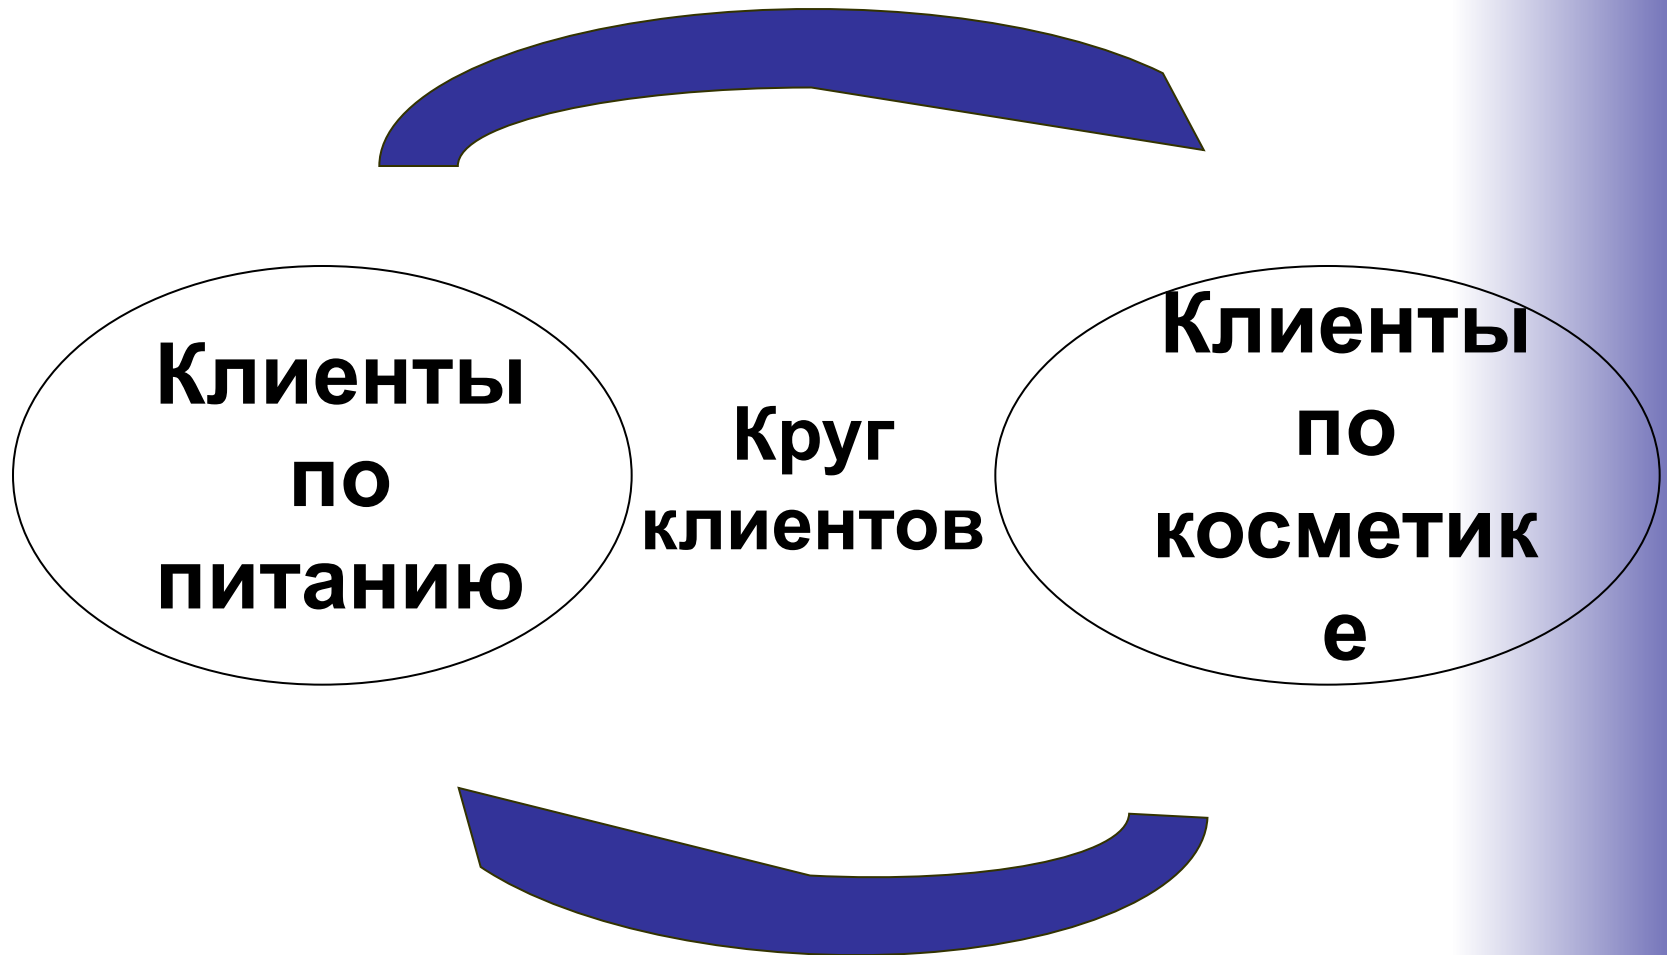 Клиенты
по
питанию
Круг
клиентов
Клиенты
по
косметик
е